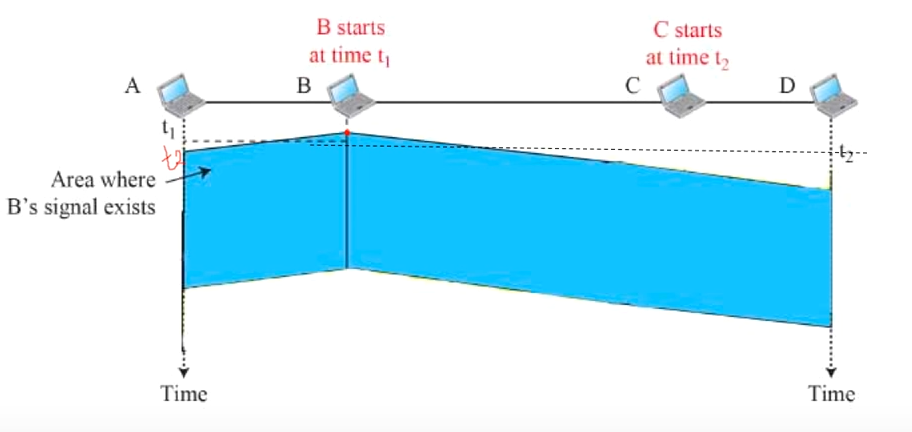 B starts
at time t₁
C starts
at time t₂
A
B
C
D
t₁
t₂
t₂
Area where
B's signal exists
Time
Time